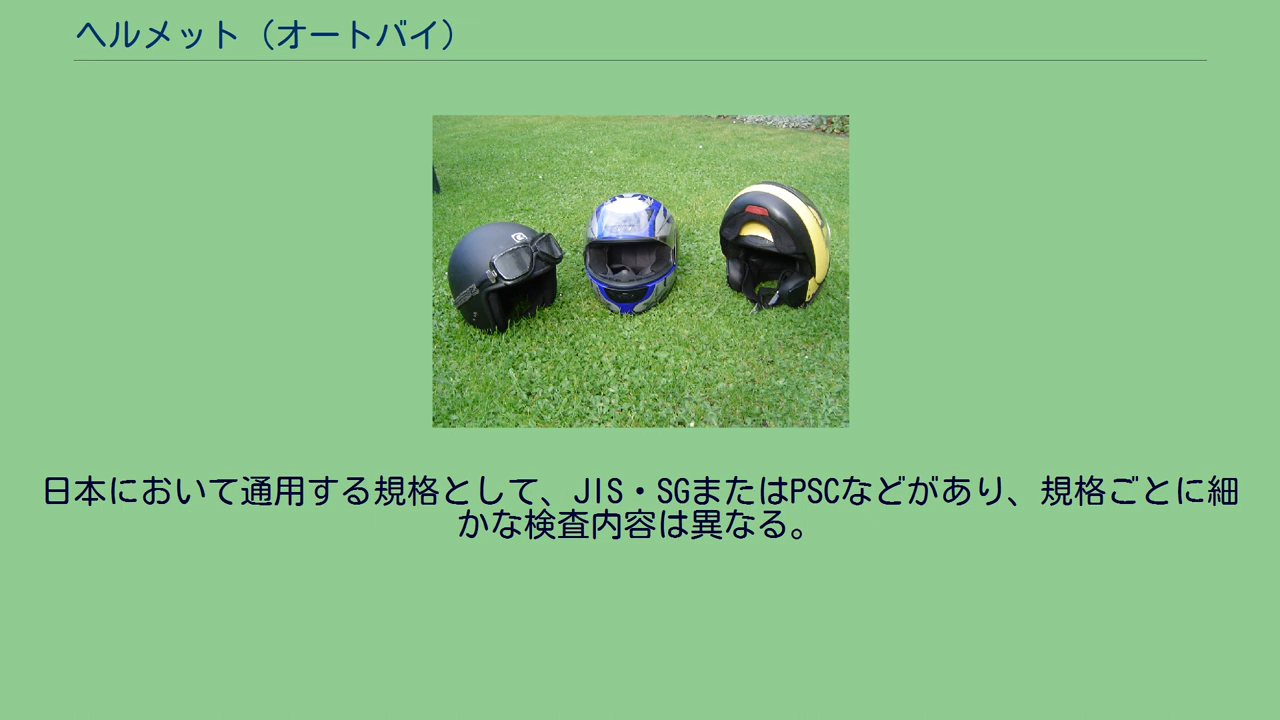 ヘルメット（オートバイ）
日本において通用する規格として、JIS・SGまたはPSCなどがあり、規格ごとに細
かな検査内容は異なる。